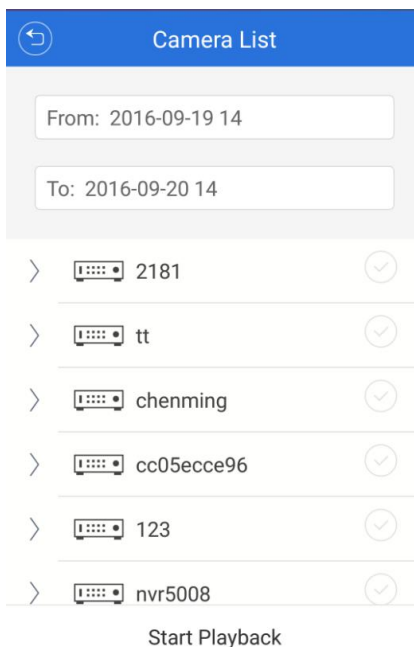 Camera List
From: 2016-09-19 14
To: 2016-09-20 14
2181
tt
chenming
cc05ecce96
123
nvr5008
Start Playback